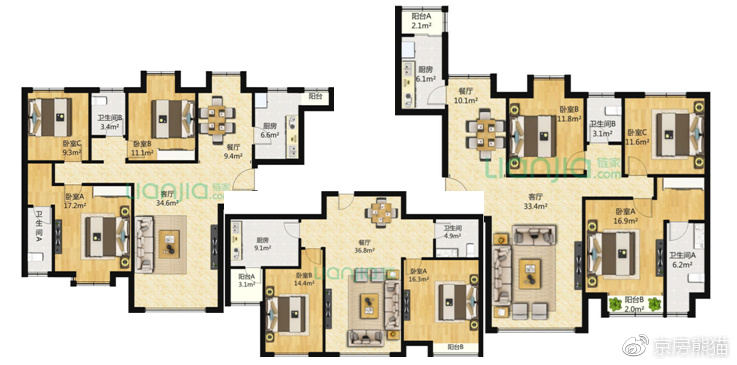 卧室C
9.3m²
卫生间B
3.4m²
卧室B
11.1m²
餐厅
9.4m²
厨房
6.6m²
阳台
卧室A
17.2m²
卫生间A
客厅
34.6m²
Lianjia.com
链家
厨房
9.1m²
阳台A
3.1m²
卧室B
14.4m²
餐厅
36.8m²
卫生间
4.9m²
卧室A
16.3m²
阳台B
阳台A
2.1m²
厨房
6.1m²
餐厅
10.1m²
卧室B
11.8m²
卫生间B
3.1m²
卧室C
11.6m²
Lianjia.com
链家
客厅
33.4m²
卧室A
16.9m²
卫生间A
6.2m²
阳台B
2.0m²
京房熊猫